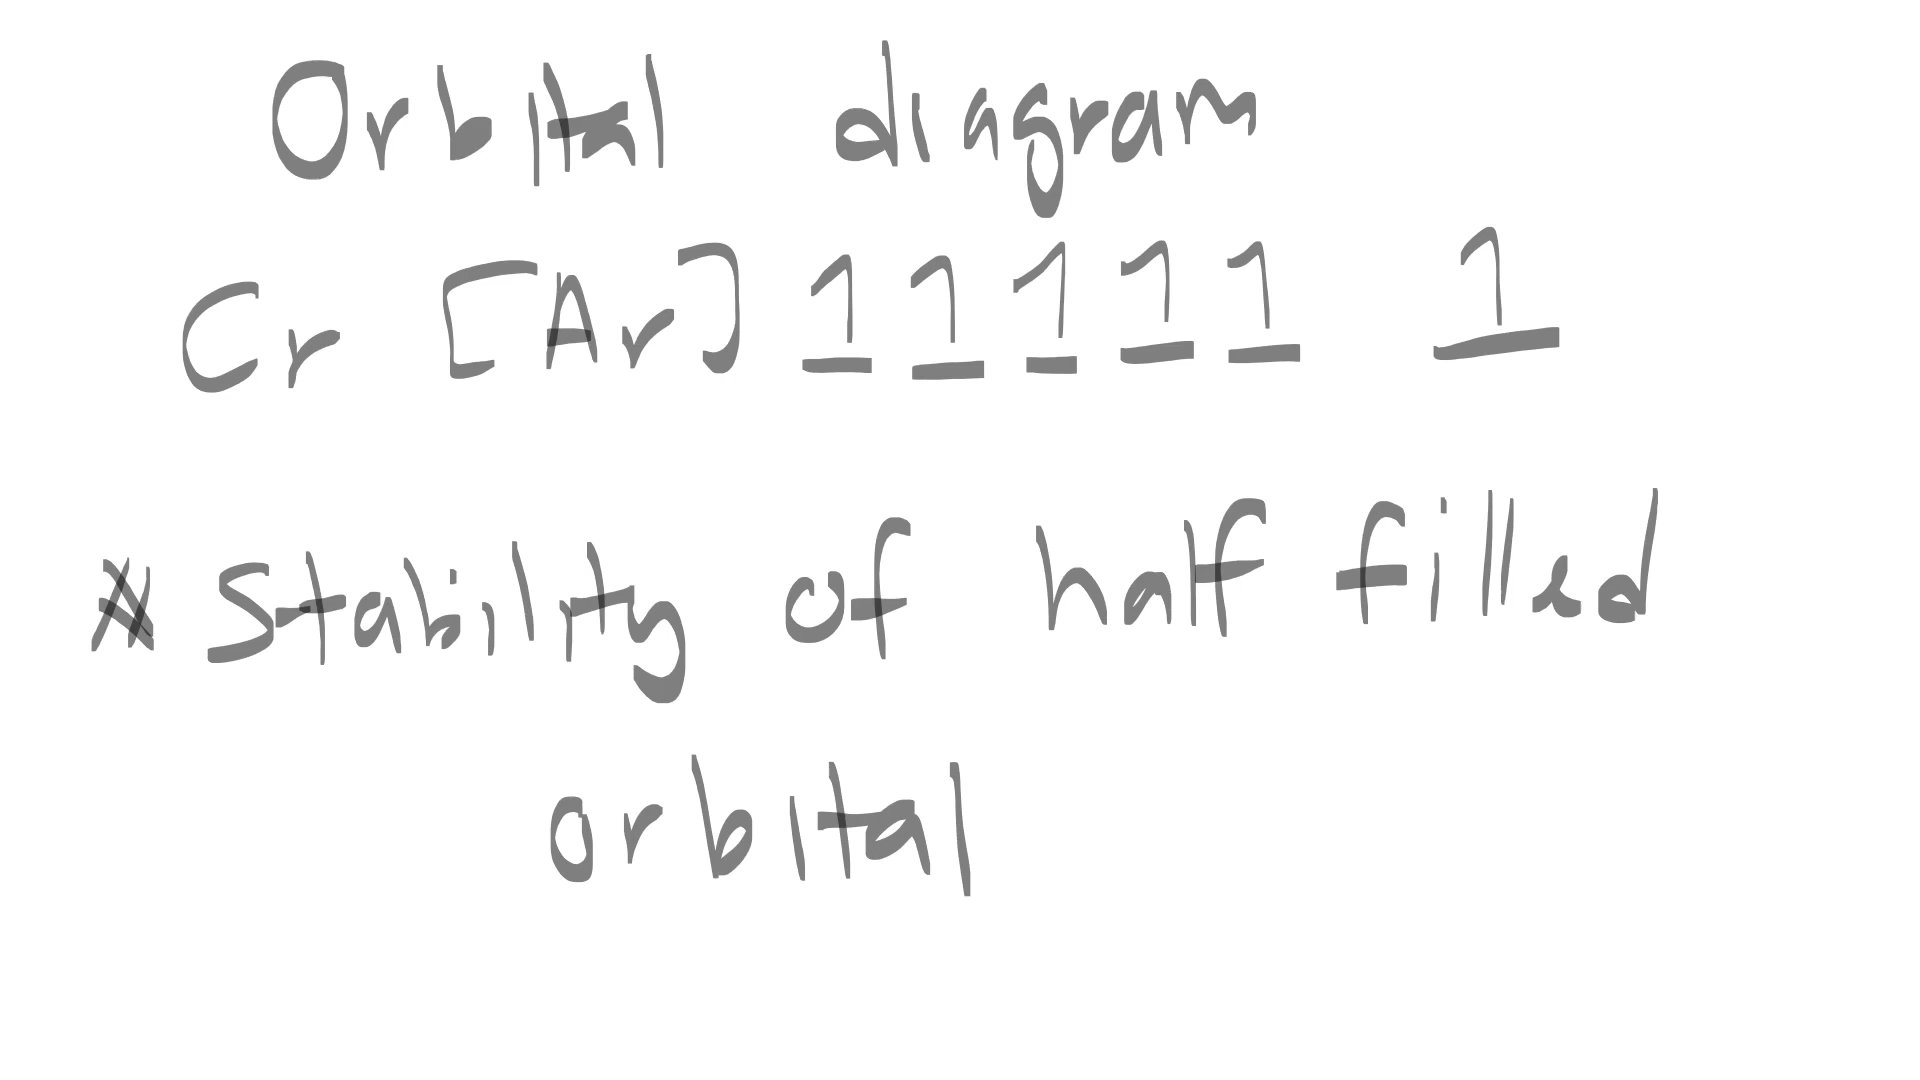 Orbital diagram
Cr [Ar] 1 1 1 1 1 1
* Stability of half filled
orbital